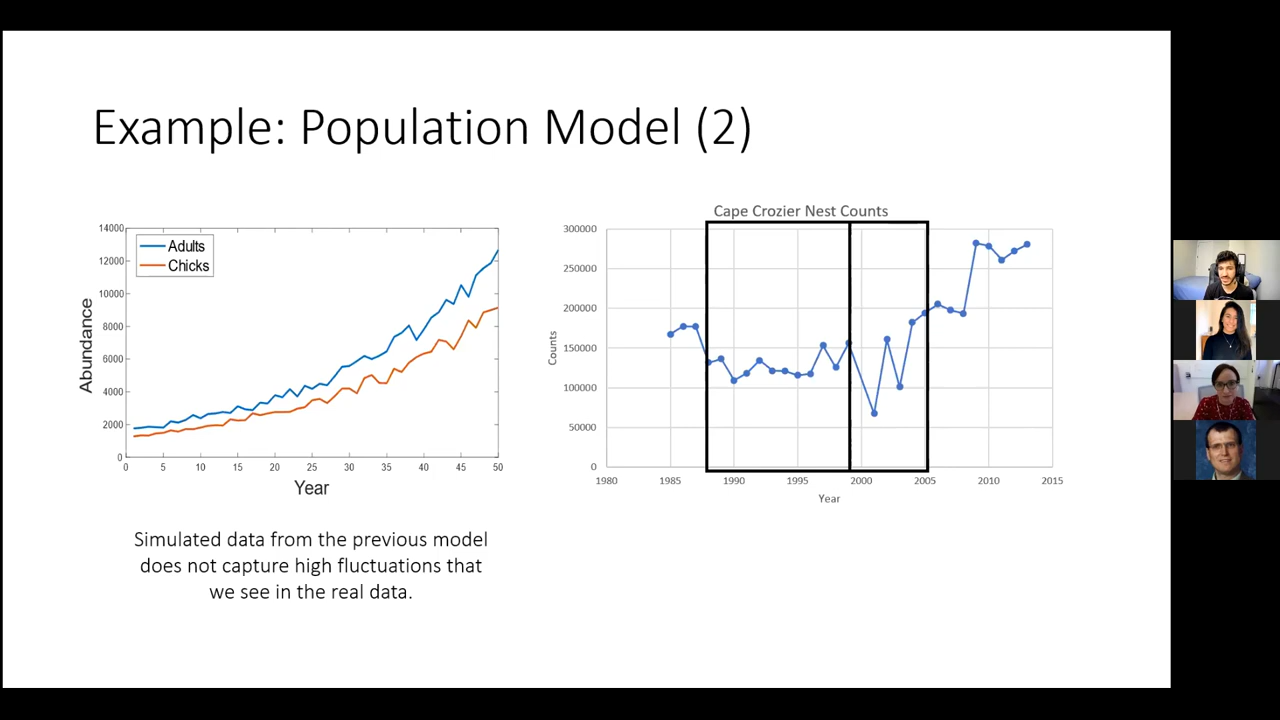 Example: Population Model (2)
14000
12000
10000
8000
6000
4000
2000
0
Abundance
Adults
Chicks
0 5 10 15 20 25 30 35 40 45 50
Year
Simulated data from the previous model
does not capture high fluctuations that
we see in the real data.
Cape Crozier Nest Counts
300000
250000
200000
150000
100000
50000
0
Counts
1980 1985 1990 1995 2000 2005 2010 2015
Year